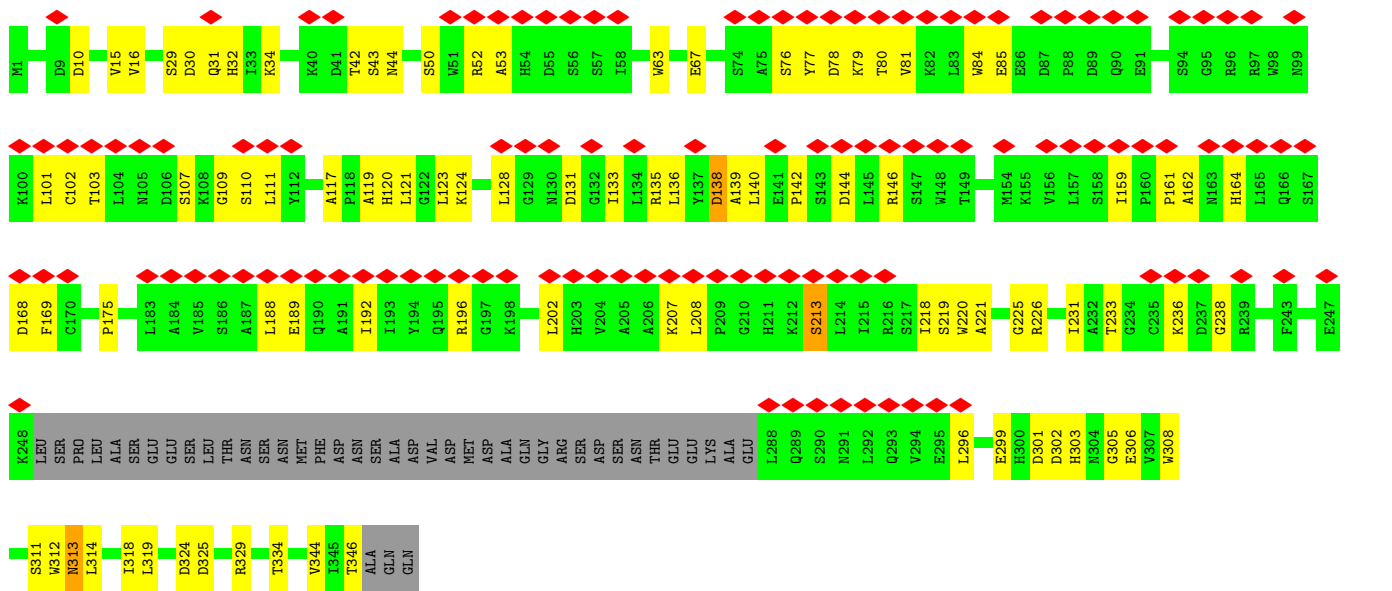 M1 D9 D10 V15 V16 S29 D30 Q31 H32 I33 K34 K40 D41 T42 S43 N44 S50 W51 R52 A53 H54 D55 S56 S57 I58 W63 E67 S74 A75 S76 Y77 D78 K79 T80 V81 K82 L83 W84 E85 E86 D87 P88 D89 Q90 E91 S94 G95 R96 R97 W98 N99
K100 L101 C102 T103 L104 N105 D106 S107 K108 G109 S110 L111 Y112 A117 P118 A119 H120 L121 G122 L123 K124 L128 G129 N130 D131 G132 I133 L134 R135 L136 Y137 D138 A139 L140 E141 P142 S143 D144 L145 R146 S147 W148 T149 M154 K155 V156 L157 S158 I159 P160 P161 A162 N163 H164 L165 Q166 S167
D168 F169 C170 P175 L183 A184 V185 S186 A187 L188 E189 Q190 A191 I192 I193 Y194 Q195 R196 G197 K198 L202 H203 V204 A205 A206 K207 L208 P209 G210 H211 K212 S213 L214 I215 R216 S217 I218 S219 W220 A221 G225 R226 I231 A232 T233 G234 C235 K236 D237 G238 R239 F243 E247
K248 LEU SER PRO LEU ALA SER GLU GLU SER LEU THR ASN SER ASN MET PHE ASP ASN SER ALA ASP VAL ASP MET ASP ALA GLN GLY ARG SER ASP SER ASN THR GLU GLU LYS ALA GLU L288 Q289 S290 N291 L292 Q293 V294 E295 L296 E299 H300 D301 D302 H303 N304 G305 E306 V307 W308
S311 W312 N313 L314 I318 L319 D324 D325 R329 T334 V344 I345 T346 ALA GLN GLN